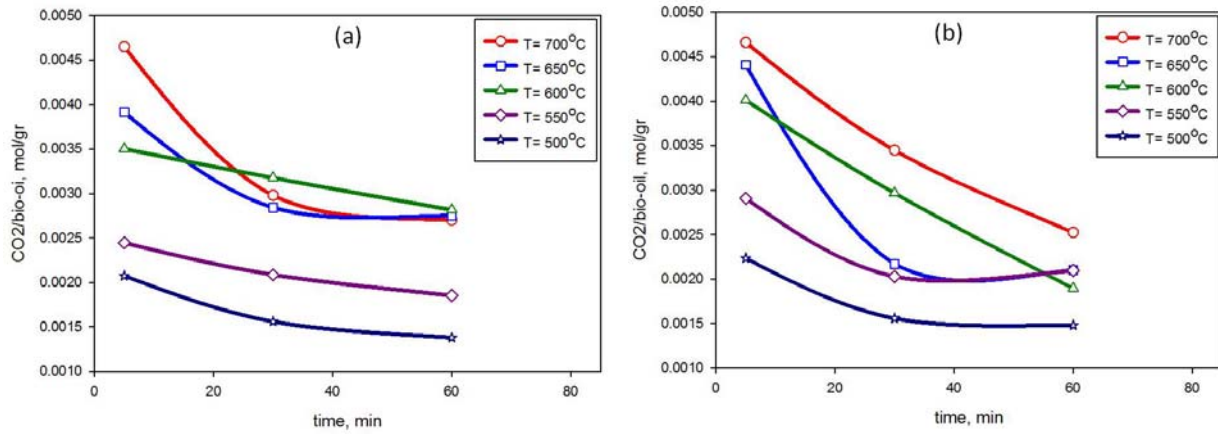 (a)
CO2/bio-oi, mol/gr
0.0050
0.0045
0.0040
0.0035
0.0030
0.0025
0.0020
0.0015
0.0010
T= 700°C
T= 650°C
T= 600°C
T= 550°C
T= 500°C
0 20 40 60 80
time, min
(b)
CO2/bio-oil, mol/gr
0.0050
0.0045
0.0040
0.0035
0.0030
0.0025
0.0020
0.0015
0.0010
T= 700°C
T= 650°C
T= 600°C
T= 550°C
T= 500°C
0 20 40 60 80
time, min